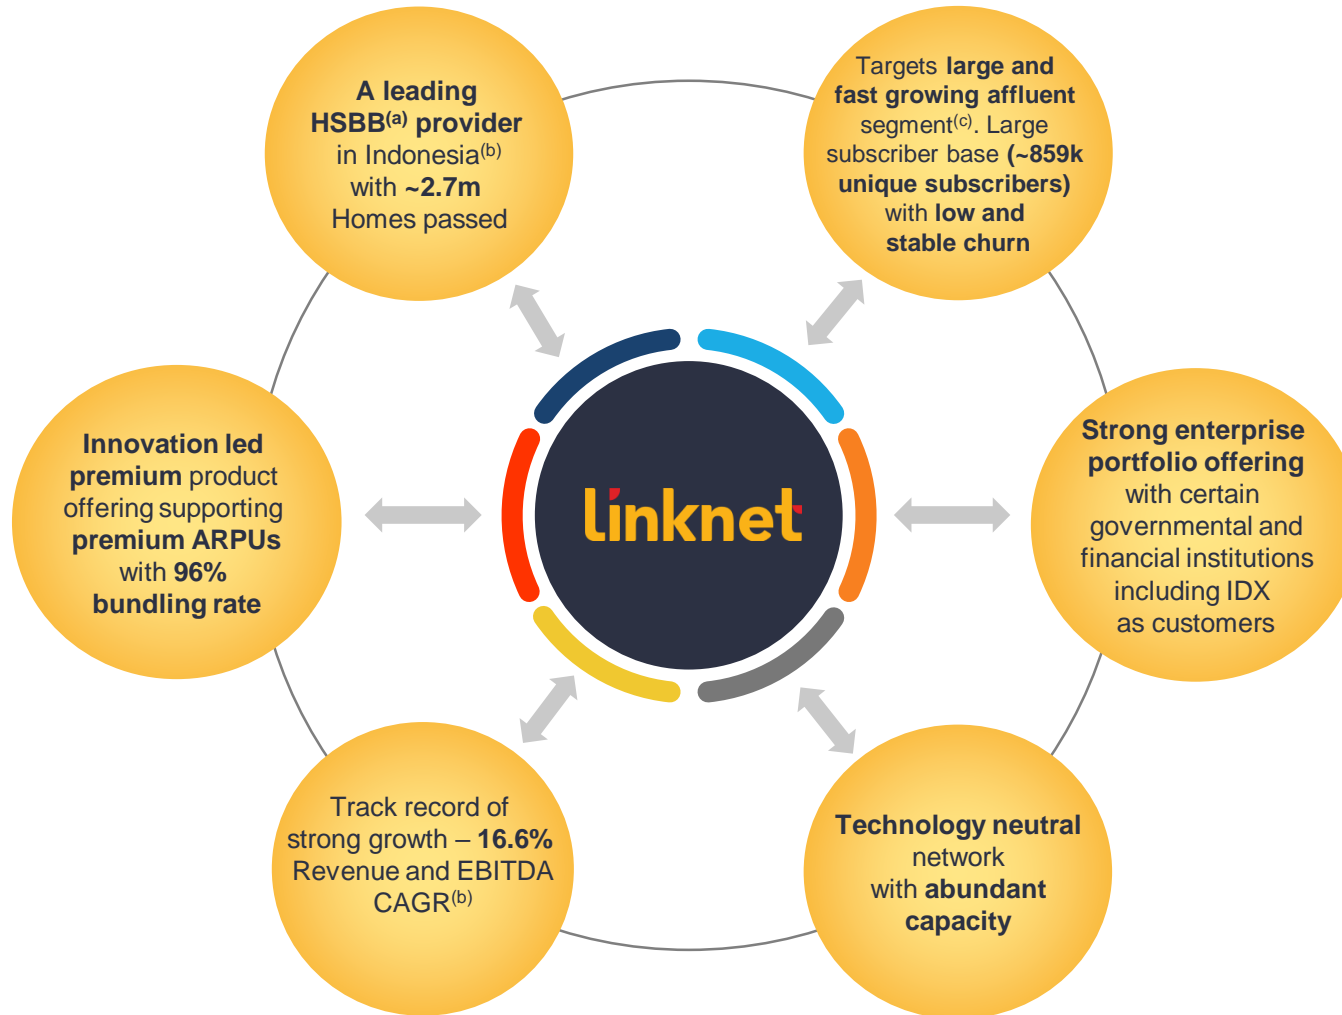 A leading
HSBB(a) provider
in Indonesia(b)
with ~2.7m
Homes passed
Targets large and
fast growing affluent
segment(c). Large
subscriber base (~859k
unique subscribers)
with low and
stable churn
Innovation led
premium product
offering supporting
premium ARPUs
with 96%
bundling rate
linknet
Strong enterprise
portfolio offering
with certain
governmental and
financial institutions
including IDX
as customers
Track record of
strong growth – 16.6%
Revenue and EBITDA
CAGR(b)
Technology neutral
network
with abundant
capacity